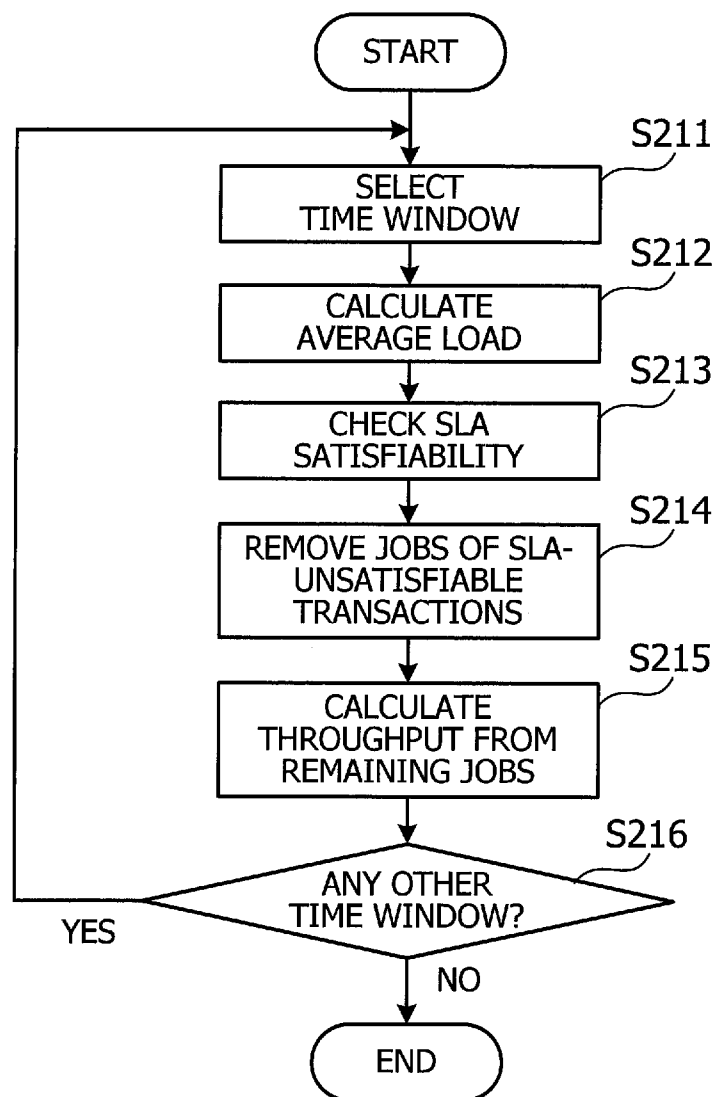 START
S211
SELECT
TIME WINDOW
S212
CALCULATE
AVERAGE LOAD
S213
CHECK SLA
SATISFIABILITY
S214
REMOVE JOBS OF SLA-
UNSATISFIABLE
TRANSACTIONS
S215
CALCULATE
THROUGHPUT FROM
REMAINING JOBS
S216
ANY OTHER
TIME WINDOW?
YES
NO
END